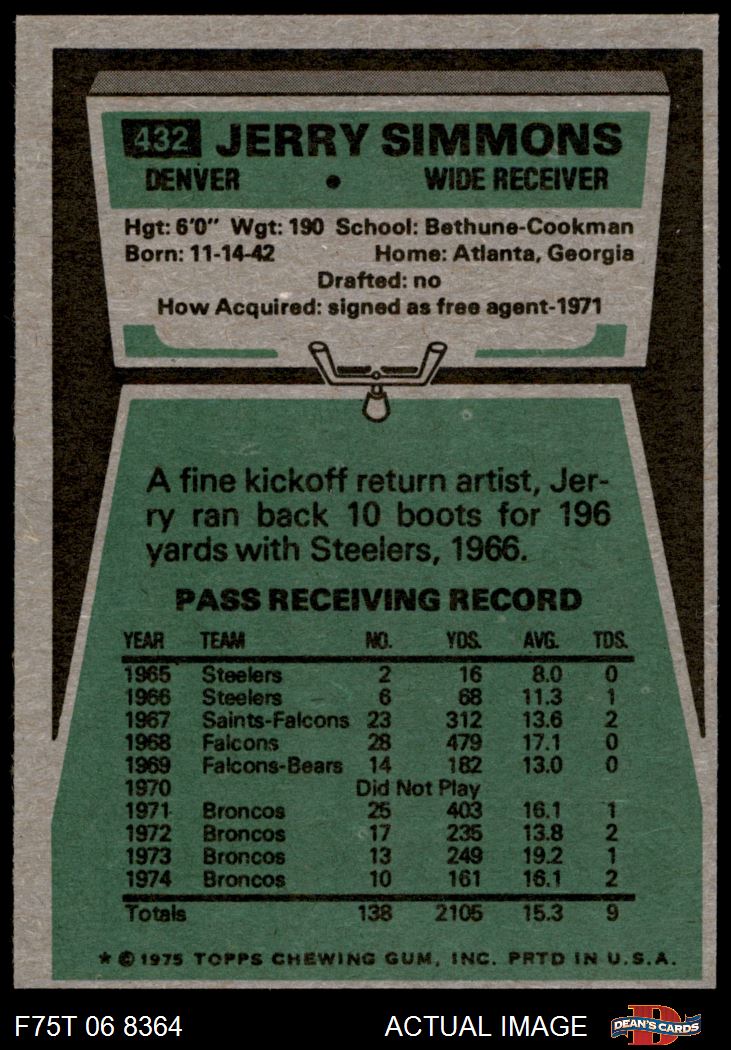 432 JERRY SIMMONS
DENVER • WIDE RECEIVER
Hgt: 6'0" Wgt: 190 School: Bethune-Cookman
Born: 11-14-42 Home: Atlanta, Georgia
Drafted: no
How Acquired: signed as free agent-1971
A fine kickoff return artist, Jer-
ry ran back 10 boots for 196
yards with Steelers, 1966.
PASS RECEIVING RECORD
YEAR TEAM NO. YDS. AVG. TDS.
1965 Steelers 2 16 8.0 0
1966 Steelers 6 68 11.3 1
1967 Saints-Falcons 23 312 13.6 2
1968 Falcons 28 479 17.1 0
1969 Falcons-Bears 14 182 13.0 0
1970 Did Not Play
1971 Broncos 25 403 16.1 1
1972 Broncos 17 235 13.8 2
1973 Broncos 13 249 19.2 1
1974 Broncos 10 161 16.1 2
Totals 138 2105 15.3 9
* © 1975 TOPPS CHEWING GUM, INC. PRTD IN U.S.A.
F75T 06 8364 ACTUAL IMAGE D DEAN'S CARDS